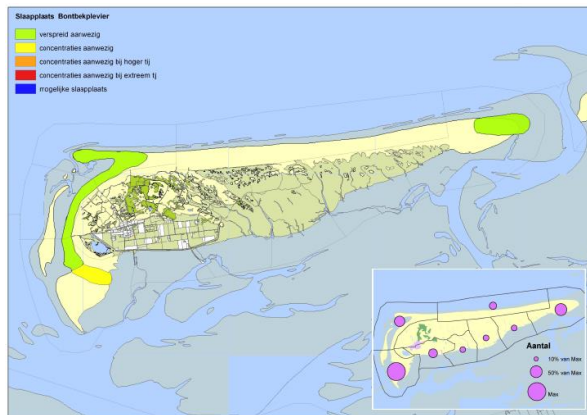 Slaapplaats Bontbekplevier
verspreid aanwezig
concentraties aanwezig
concentraties aanwezig bij hoger tij
concentraties aanwezig bij extreem tj
mogelijke slaapplaats
Aantal
10% van Max
50% van Max
Max